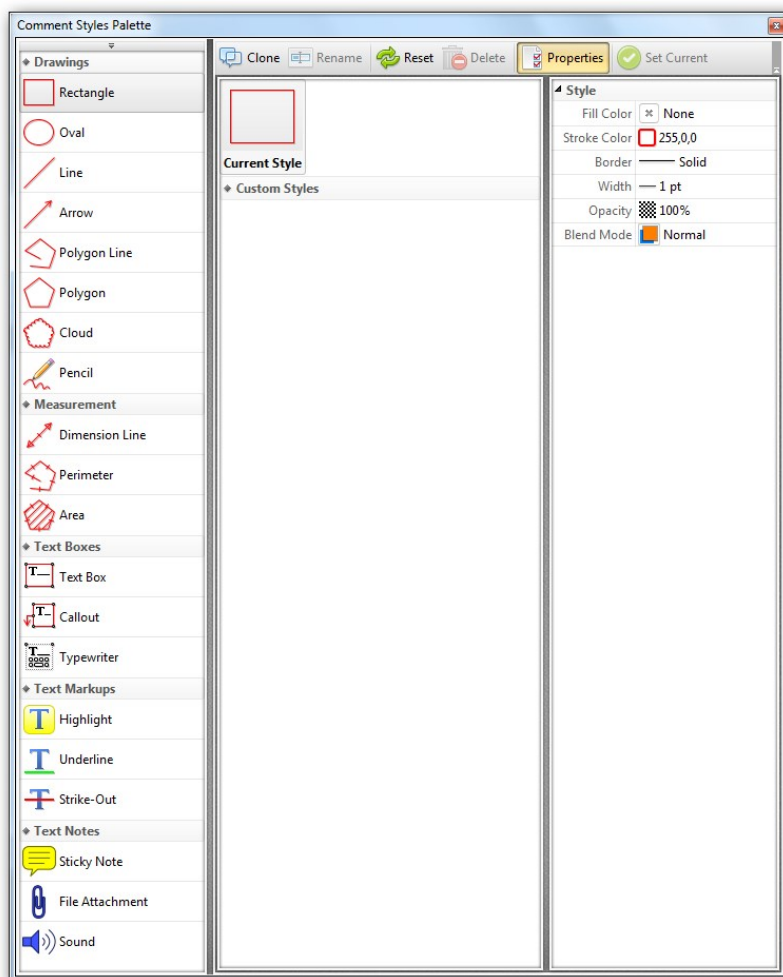 Comment Styles Palette
Drawings
Rectangle
Oval
Line
Arrow
Polygon Line
Polygon
Cloud
Pencil
Measurement
Dimension Line
Perimeter
Area
Text Boxes
Text Box
Callout
Typewriter
Text Markups
Highlight
Underline
Strike-Out
Text Notes
Sticky Note
File Attachment
Sound
Clone Rename Reset Delete Properties Set Current
Current Style
Custom Styles
Style
Fill Color None
Stroke Color 255,0,0
Border Solid
Width 1 pt
Opacity 100%
Blend Mode Normal